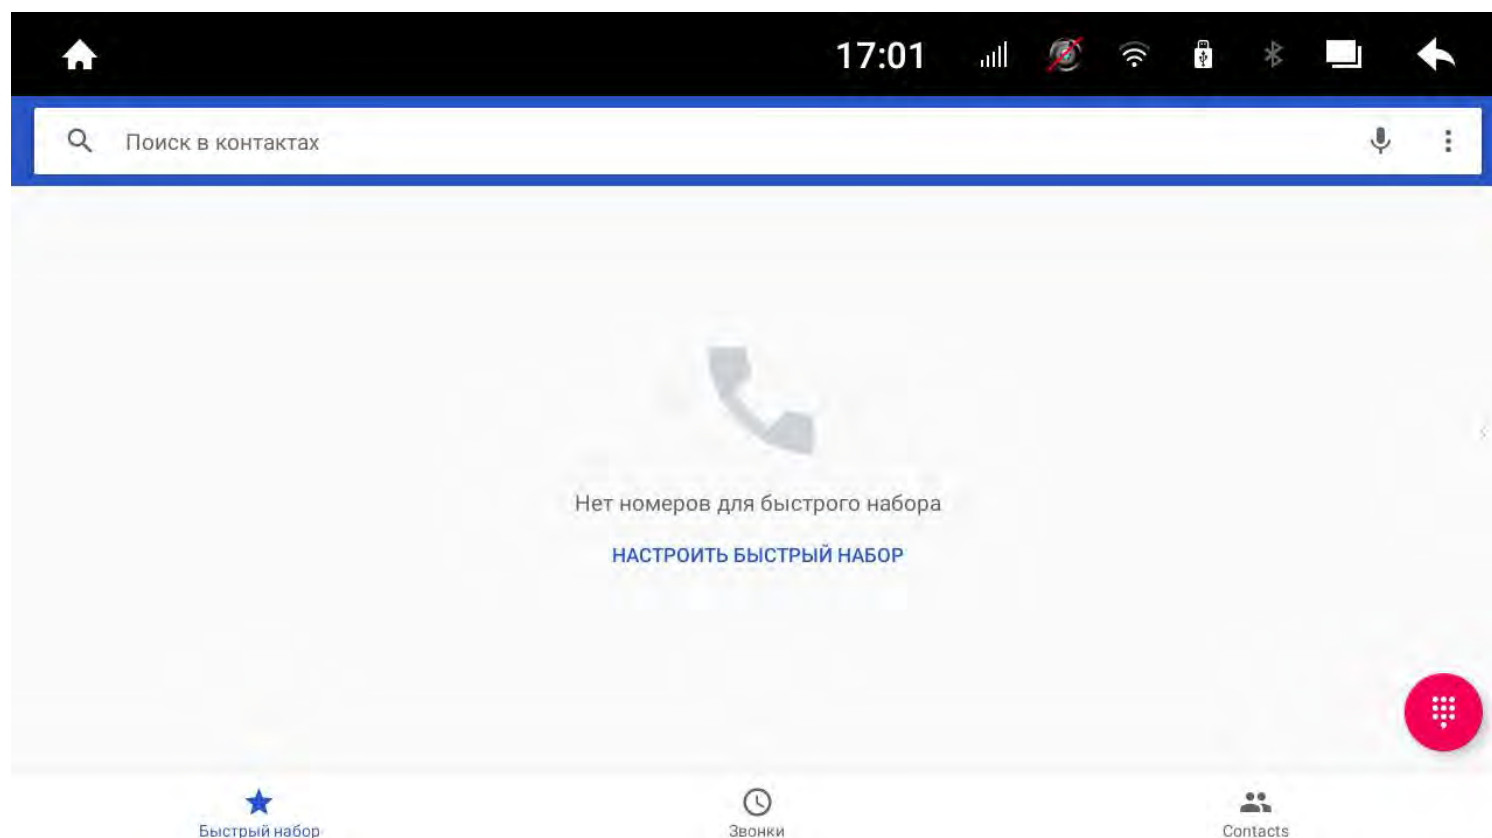 17:01
Поиск в контактах
Нет номеров для быстрого набора
НАСТРОИТЬ БЫСТРЫЙ НАБОР
Быстрый набор
Звонки
Contacts